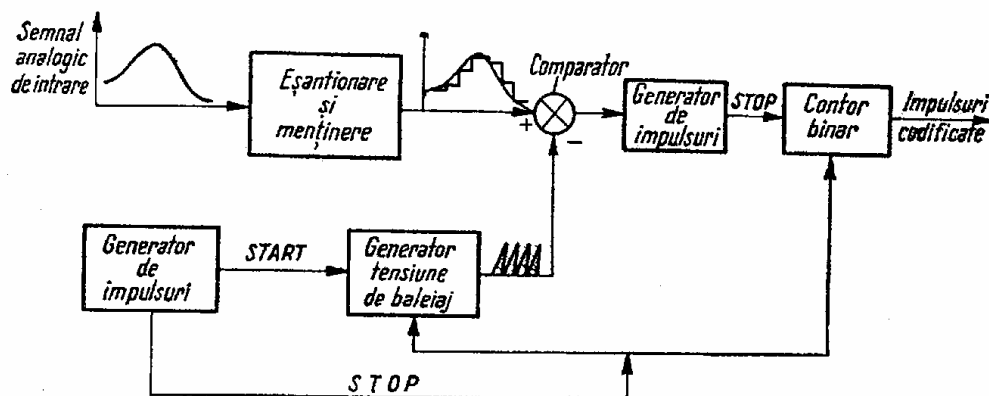 Semnal
analogic
de intrare
Eșantionare
și
menținere
Comparator
+
−
Generator
de
impulsuri
STOP
Contor
binar
Impulsuri
codificate
Generator
de
impulsuri
START
Generator
tensiune
de baleiaj
STOP